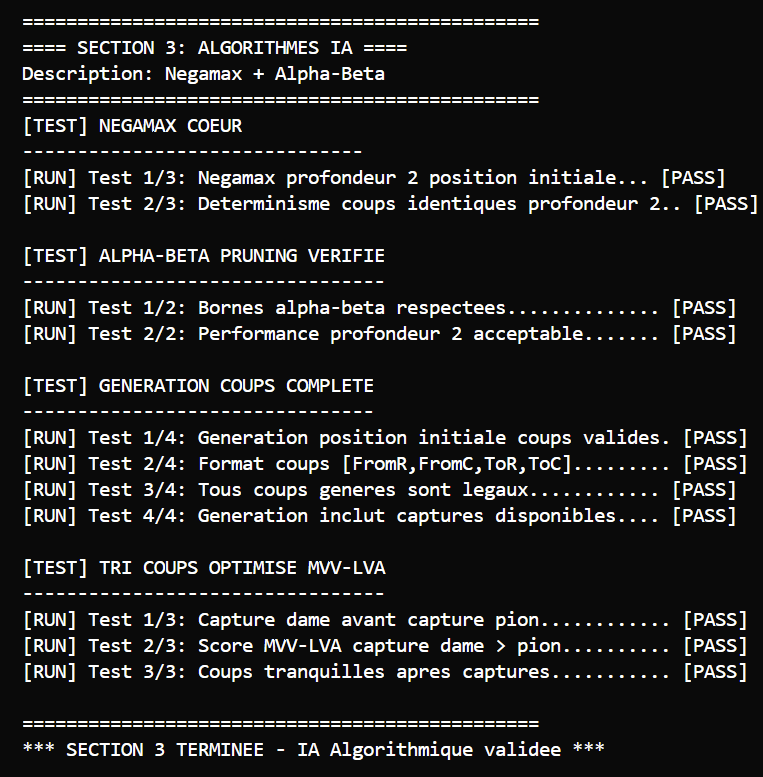 ===============================================
==== SECTION 3: ALGORITHMES IA ====
Description: Negamax + Alpha-Beta
===============================================
[TEST] NEGAMAX COEUR
-------------------------------
[RUN] Test 1/3: Negamax profondeur 2 position initiale... [PASS]
[RUN] Test 2/3: Determinisme coups identiques profondeur 2.. [PASS]
[TEST] ALPHA-BETA PRUNING VERIFIE
---------------------------------
[RUN] Test 1/2: Bornes alpha-beta respectees.............. [PASS]
[RUN] Test 2/2: Performance profondeur 2 acceptable....... [PASS]
[TEST] GENERATION COUPS COMPLETE
--------------------------------
[RUN] Test 1/4: Generation position initiale coups valides. [PASS]
[RUN] Test 2/4: Format coups [FromR,FromC,ToR,ToC]......... [PASS]
[RUN] Test 3/4: Tous coups generes sont legaux............ [PASS]
[RUN] Test 4/4: Generation inclut captures disponibles.... [PASS]
[TEST] TRI COUPS OPTIMISE MVV-LVA
---------------------------------
[RUN] Test 1/3: Capture dame avant capture pion............ [PASS]
[RUN] Test 2/3: Score MVV-LVA capture dame > pion.......... [PASS]
[RUN] Test 3/3: Coups tranquilles apres captures........... [PASS]
===============================================
*** SECTION 3 TERMINEE - IA Algorithmique validee ***